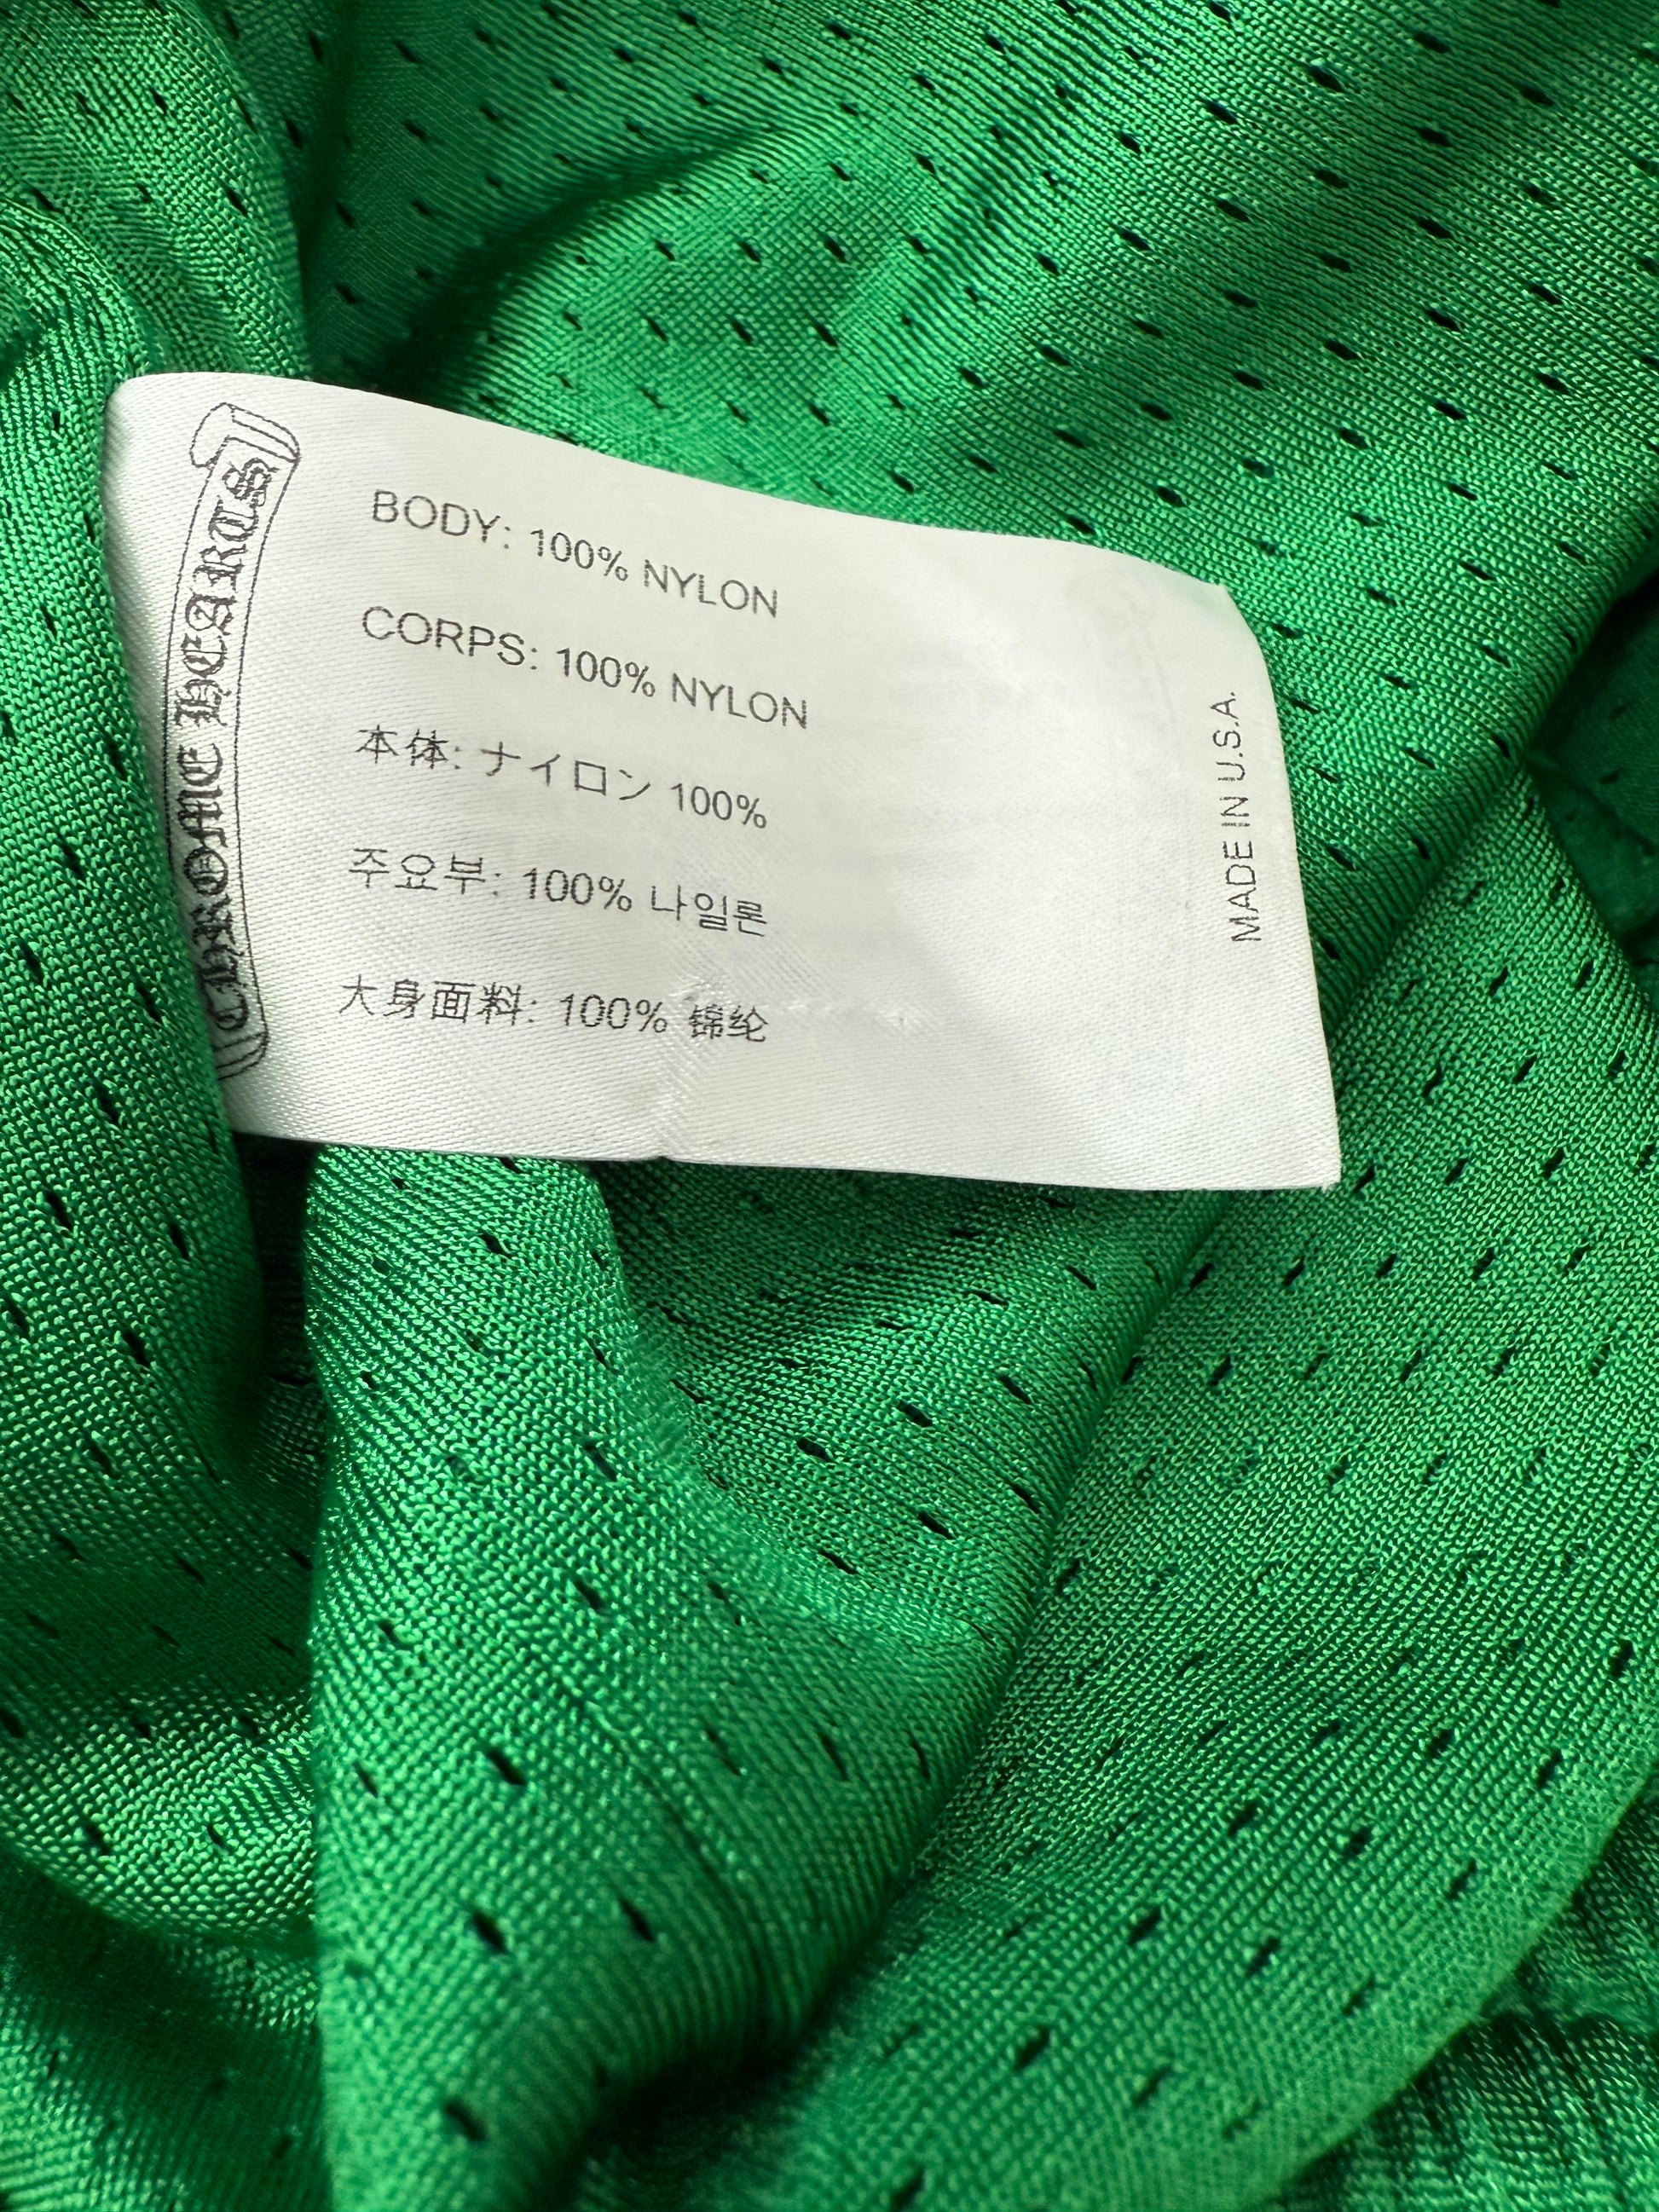 CHROME HEARTS
BODY: 100% NYLON
CORPS: 100% NYLON
本体: ナイロン 100%
주요부: 100% 나일론
大身面料: 100% 锦纶
MADE IN U.S.A.